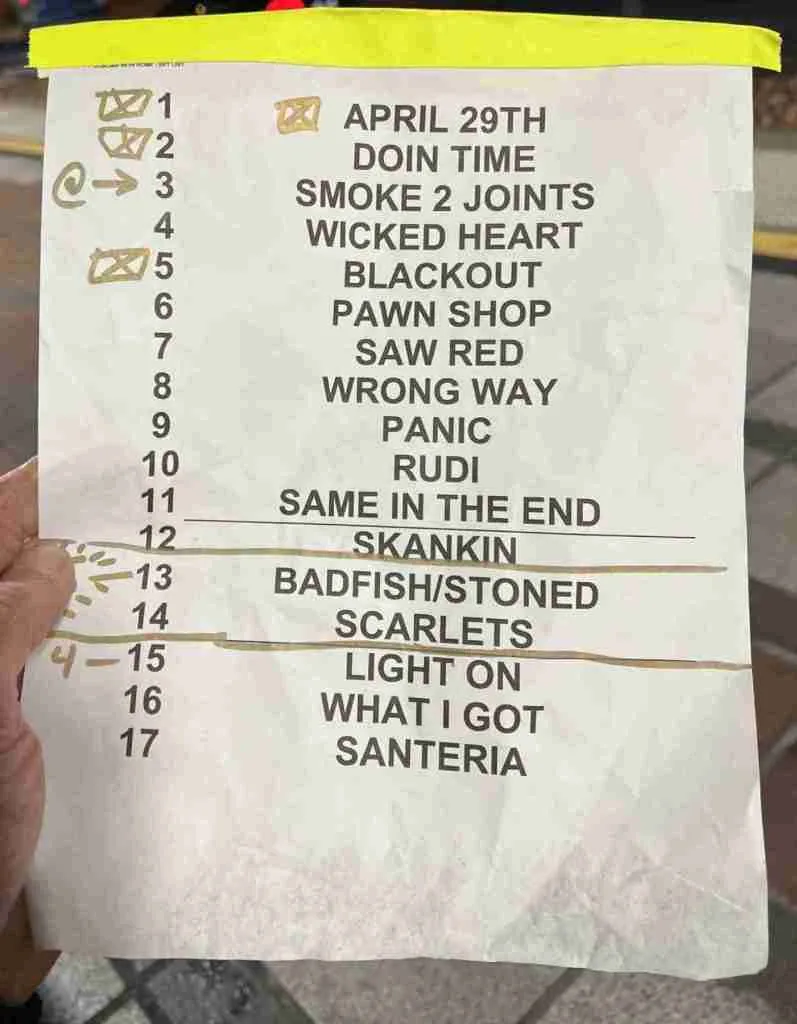 1 APRIL 29TH
2 DOIN TIME
@ → 3 SMOKE 2 JOINTS
4 WICKED HEART
5 BLACKOUT
6 PAWN SHOP
7 SAW RED
8 WRONG WAY
9 PANIC
10 RUDI
11 SAME IN THE END
12 SKANKIN
← 13 BADFISH/STONED
14 SCARLETS
4 – 15 LIGHT ON
16 WHAT I GOT
17 SANTERIA